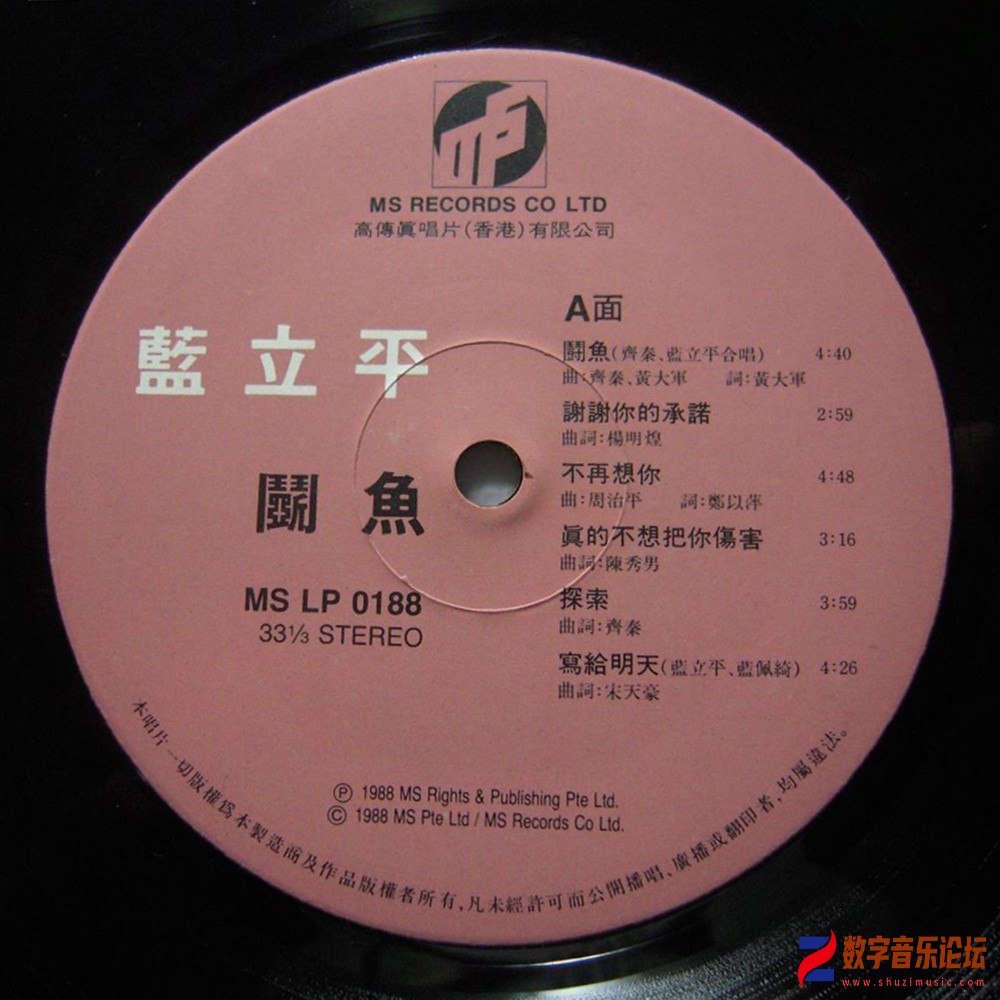 MS
MS RECORDS CO LTD
高傳眞唱片(香港)有限公司
藍立平
鬪魚
MS LP 0188
33⅓ STEREO
A面
鬪魚(齊秦、藍立平合唱) 4:40
曲:齊秦、黃大軍 詞:黃大軍
謝謝你的承諾 2:59
曲詞:楊明煌
不再想你 4:48
曲:周治平 詞:鄭以萍
眞的不想把你傷害 3:16
曲詞:陳秀男
探索 3:59
曲詞:齊秦
寫給明天(藍立平、藍佩綺) 4:26
曲詞:宋天豪
Ⓟ 1988 MS Rights & Publishing Pte Ltd.
© 1988 MS Pte Ltd / MS Records Co Ltd.
本唱片一切版權爲本製造商及作品版權者所有,凡未經許可而公開播唱、廣播或翻印者,均屬違法。
数字音乐论坛
www.shuzimusic.com